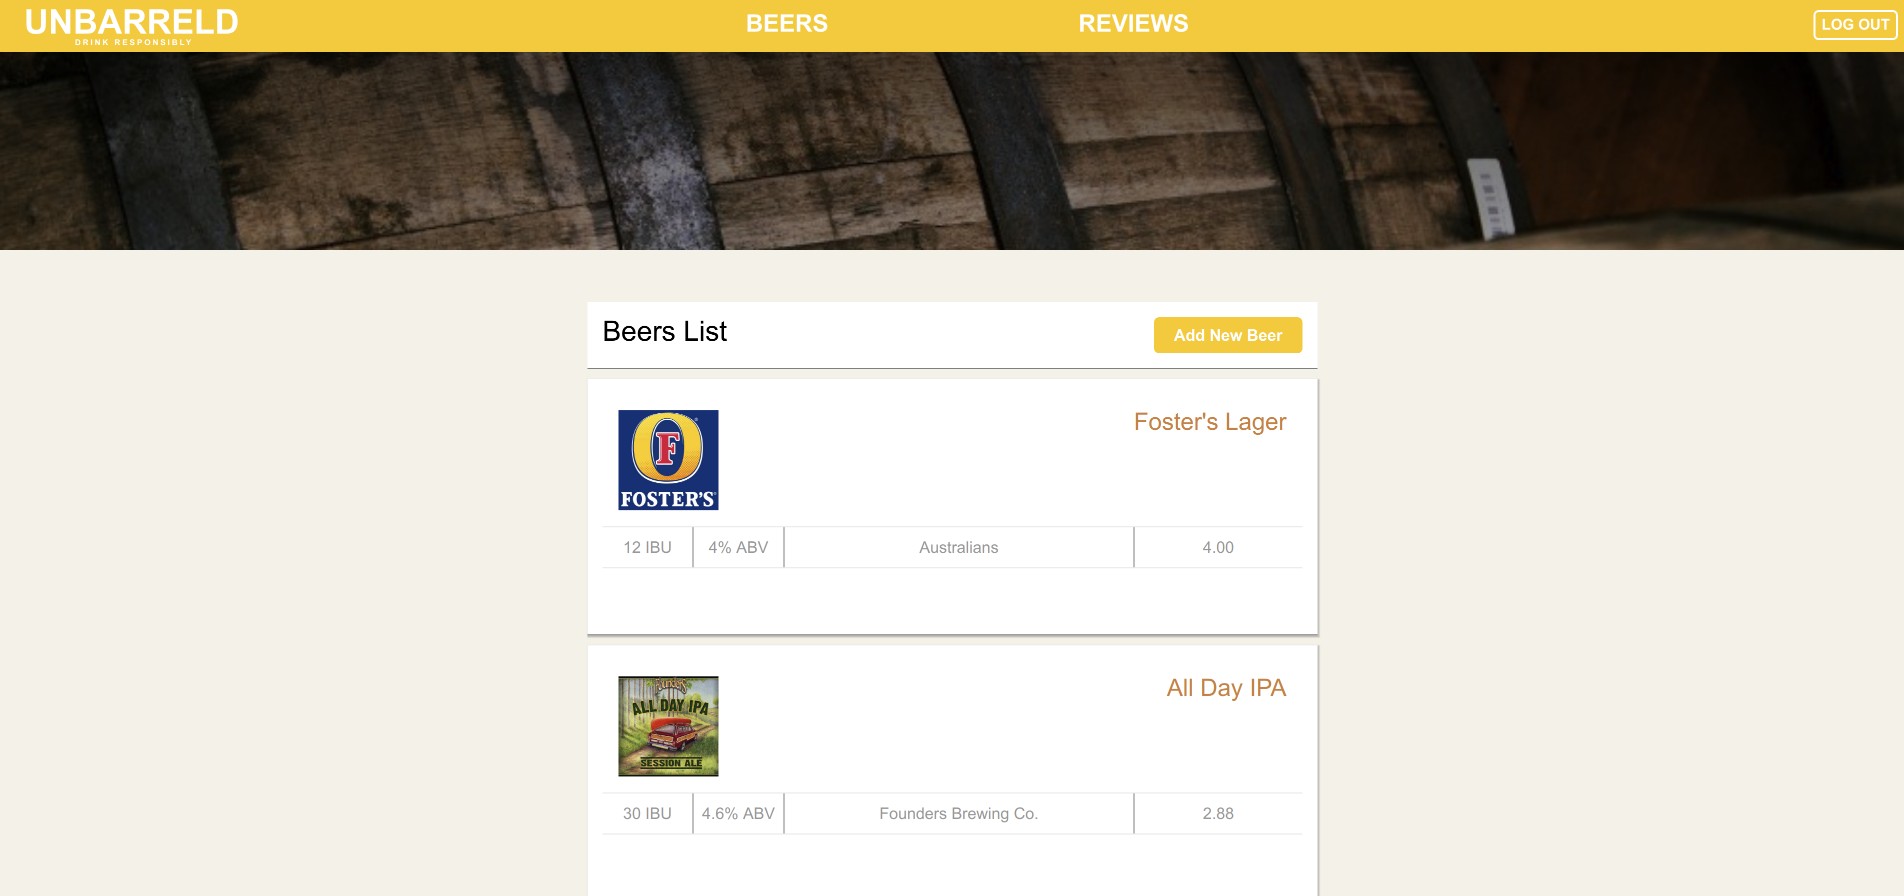 UNBARRELD
DRINK RESPONSIBLY
BEERS
REVIEWS
LOG OUT
Beers List
Add New Beer
Foster's Lager
F
FOSTER'S
12 IBU
4% ABV
Australians
4.00
All Day IPA
Founders
ALL DAY IPA
SESSION ALE
30 IBU
4.6% ABV
Founders Brewing Co.
2.88